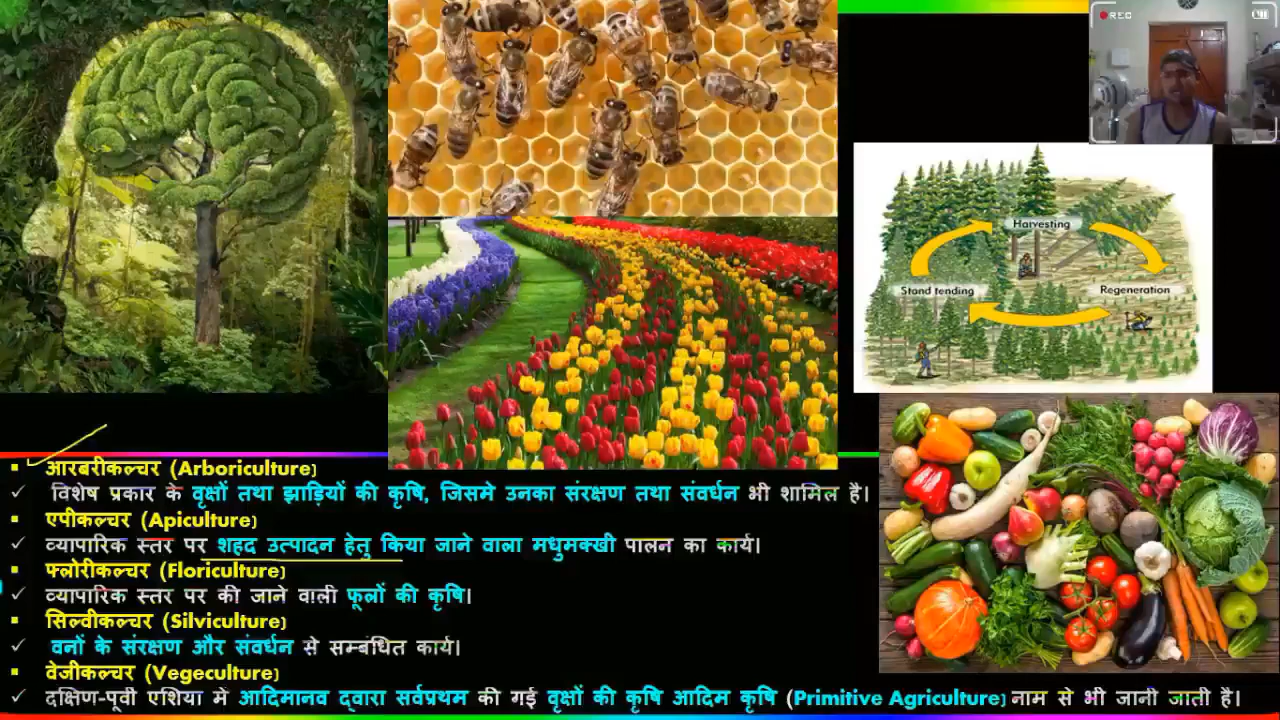 REC
Harvesting
Stand tending
Regeneration
▪ आरबरीकल्चर (Arboriculture)
✓ विशेष प्रकार के वृक्षों तथा झाड़ियों की कृषि, जिसमे उनका संरक्षण तथा संवर्धन भी शामिल है।
▪ एपीकल्चर (Apiculture)
✓ व्यापारिक स्तर पर शहद उत्पादन हेतु किया जाने वाला मधुमक्खी पालन का कार्य।
▪ फ्लोरीकल्चर (Floriculture)
✓ व्यापारिक स्तर पर की जाने वाली फूलों की कृषि।
▪ सिल्वीकल्चर (Silviculture)
✓ वनों के संरक्षण और संवर्धन से सम्बंधित कार्य।
▪ वेजीकल्चर (Vegeculture)
✓ दक्षिण-पूवी एशिया में आदिमानव द्वारा सर्वप्रथम की गई वृक्षों की कृषि आदिम कृषि (Primitive Agriculture) नाम से भी जानी जाती है।